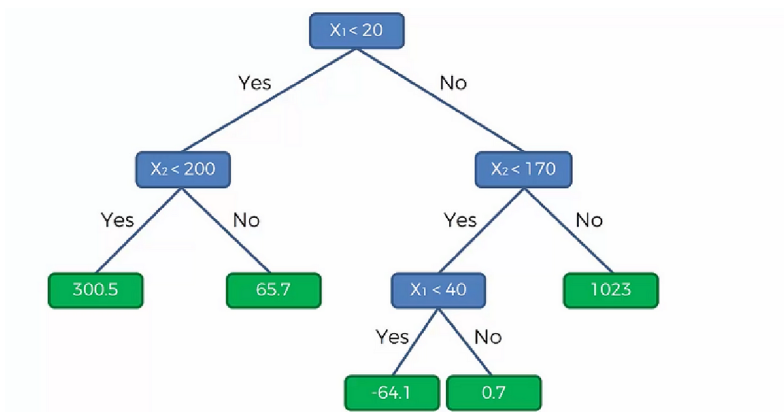 X₁ < 20
Yes
No
X₂ < 200
X₂ < 170
Yes
No
Yes
No
300.5
65.7
X₁ < 40
1023
Yes
No
-64.1
0.7